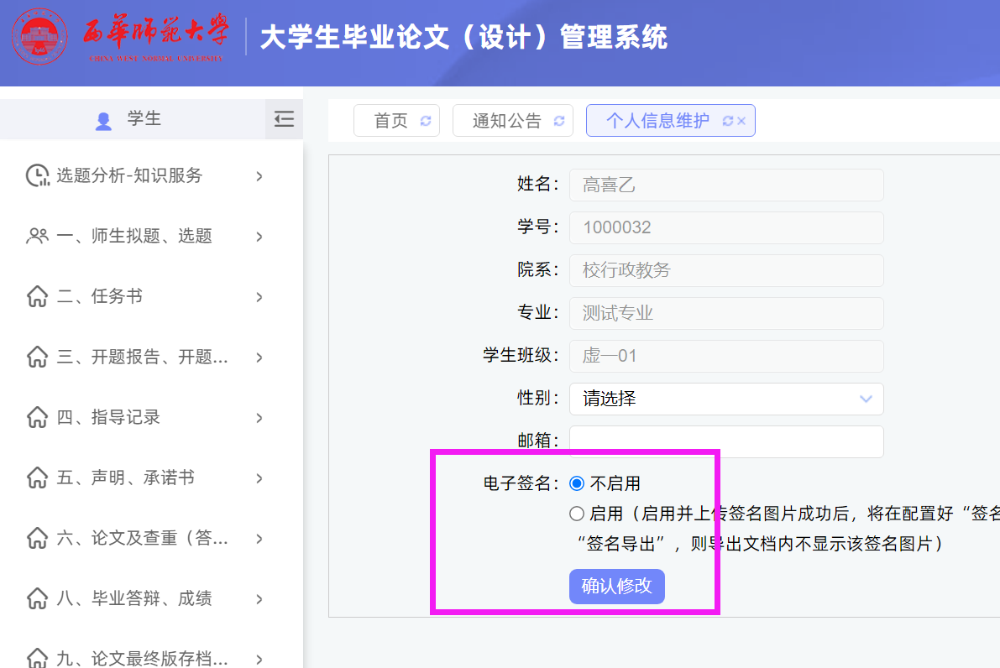 西华师范大学
CHINA WEST NORMAL UNIVERSITY
大学生毕业论文（设计）管理系统
学生
首页
通知公告
个人信息维护
选题分析-知识服务
一、师生拟题、选题
二、任务书
三、开题报告、开题...
四、指导记录
五、声明、承诺书
六、论文及查重（答...
八、毕业答辩、成绩
九、论文最终版存档...
姓名： 高喜乙
学号： 1000032
院系： 校行政教务
专业： 测试专业
学生班级： 虚—01
性别： 请选择
邮箱：
电子签名： 不启用
启用（启用并上传签名图片成功后，将在配置好“签名
“签名导出”，则导出文档内不显示该签名图片）
确认修改